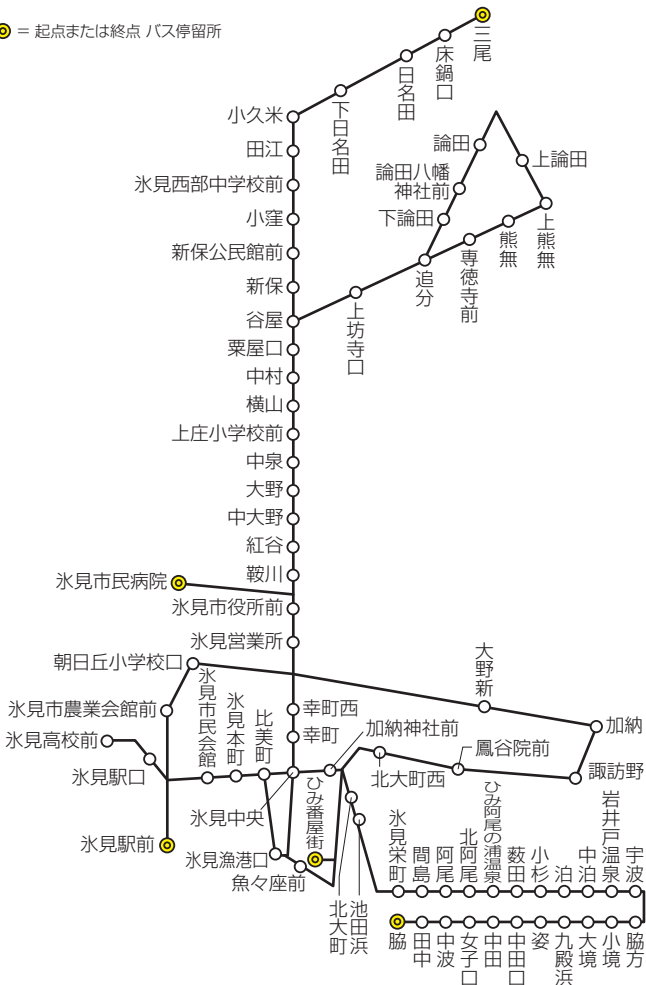 = 起点または終点 バス停留所
三尾
床鍋口
日名田
下日名田
小久米
田江
氷見西部中学校前
小窪
新保公民館前
新保
谷屋
論田
論田八幡
神社前
下論田
上論田
上熊無
熊無
専徳寺前
追分
上坊寺口
粟屋口
中村
横山
上庄小学校前
中泉
大野
中大野
紅谷
鞍川
氷見市民病院
氷見市役所前
氷見営業所
朝日丘小学校口
大野新
氷見市農業会館前
氷見市民会館
氷見本町
比美町
幸町西
幸町
加納神社前
加納
氷見高校前
氷見駅口
北大町西
鳳谷院前
諏訪野
氷見中央
ひみ番屋街
氷見駅前
氷見漁港口
魚々座前
北大町
池田浜
氷見栄町
間島
阿尾
北阿尾
ひみ阿尾の浦温泉
薮田
小杉
泊
中泊
岩井戸温泉
宇波
脇
田中
中波
女子口
中田
中田口
姿
九殿浜
大境
小境
脇方